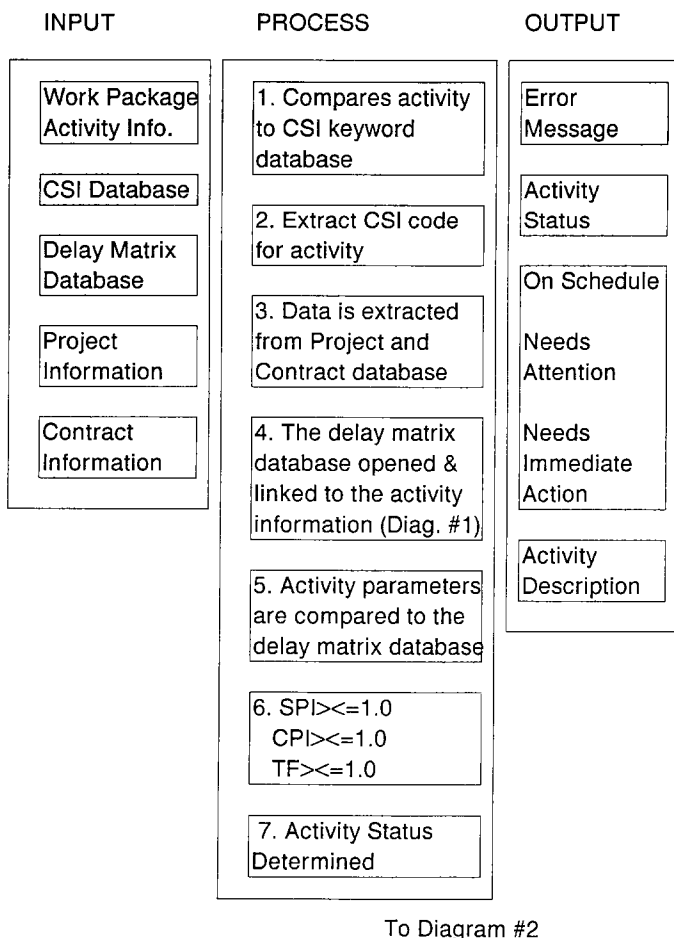 INPUT
PROCESS
OUTPUT
Work Package
Activity Info.
CSI Database
Delay Matrix
Database
Project
Information
Contract
Information
1. Compares activity
to CSI keyword
database
2. Extract CSI code
for activity
3. Data is extracted
from Project and
Contract database
4. The delay matrix
database opened &
linked to the activity
information (Diag. #1)
5. Activity parameters
are compared to the
delay matrix database
6. SPI><=1.0
CPI><=1.0
TF><=1.0
7. Activity Status
Determined
Error
Message
Activity
Status
On Schedule
Needs
Attention
Needs
Immediate
Action
Activity
Description
To Diagram #2